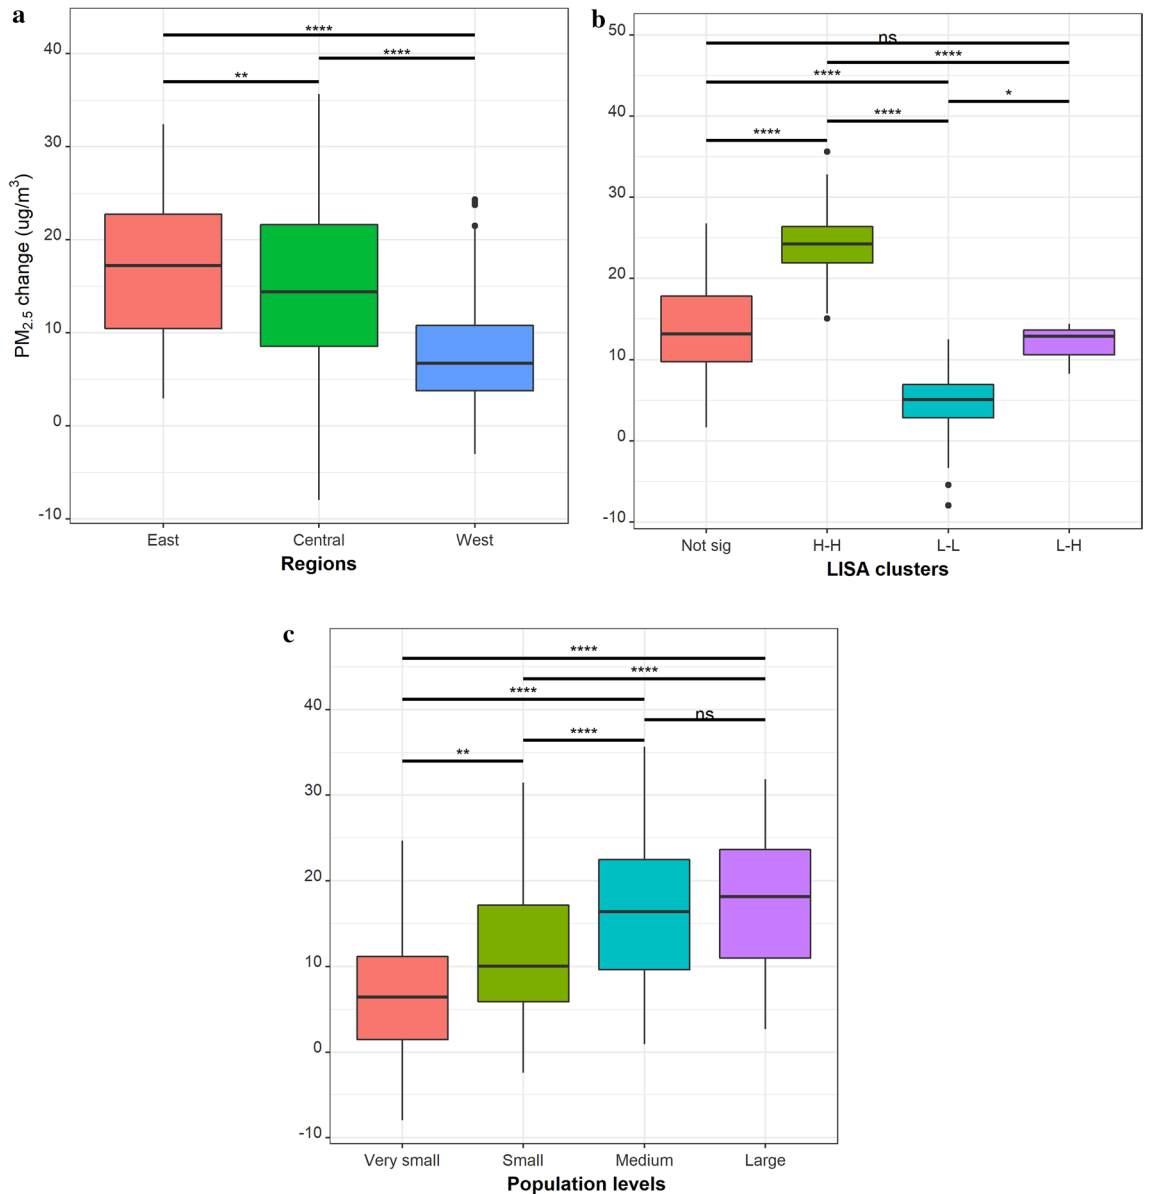 a
PM2.5 change (ug/m3)
40
30
20
10
0
-10
****
****
**
East Central West
Regions
b
50
40
30
20
10
0
-10
ns
****
****
*
****
****
Not sig H-H L-L L-H
LISA clusters
c
40
30
20
10
0
-10
****
****
****
ns
****
**
Very small Small Medium Large
Population levels